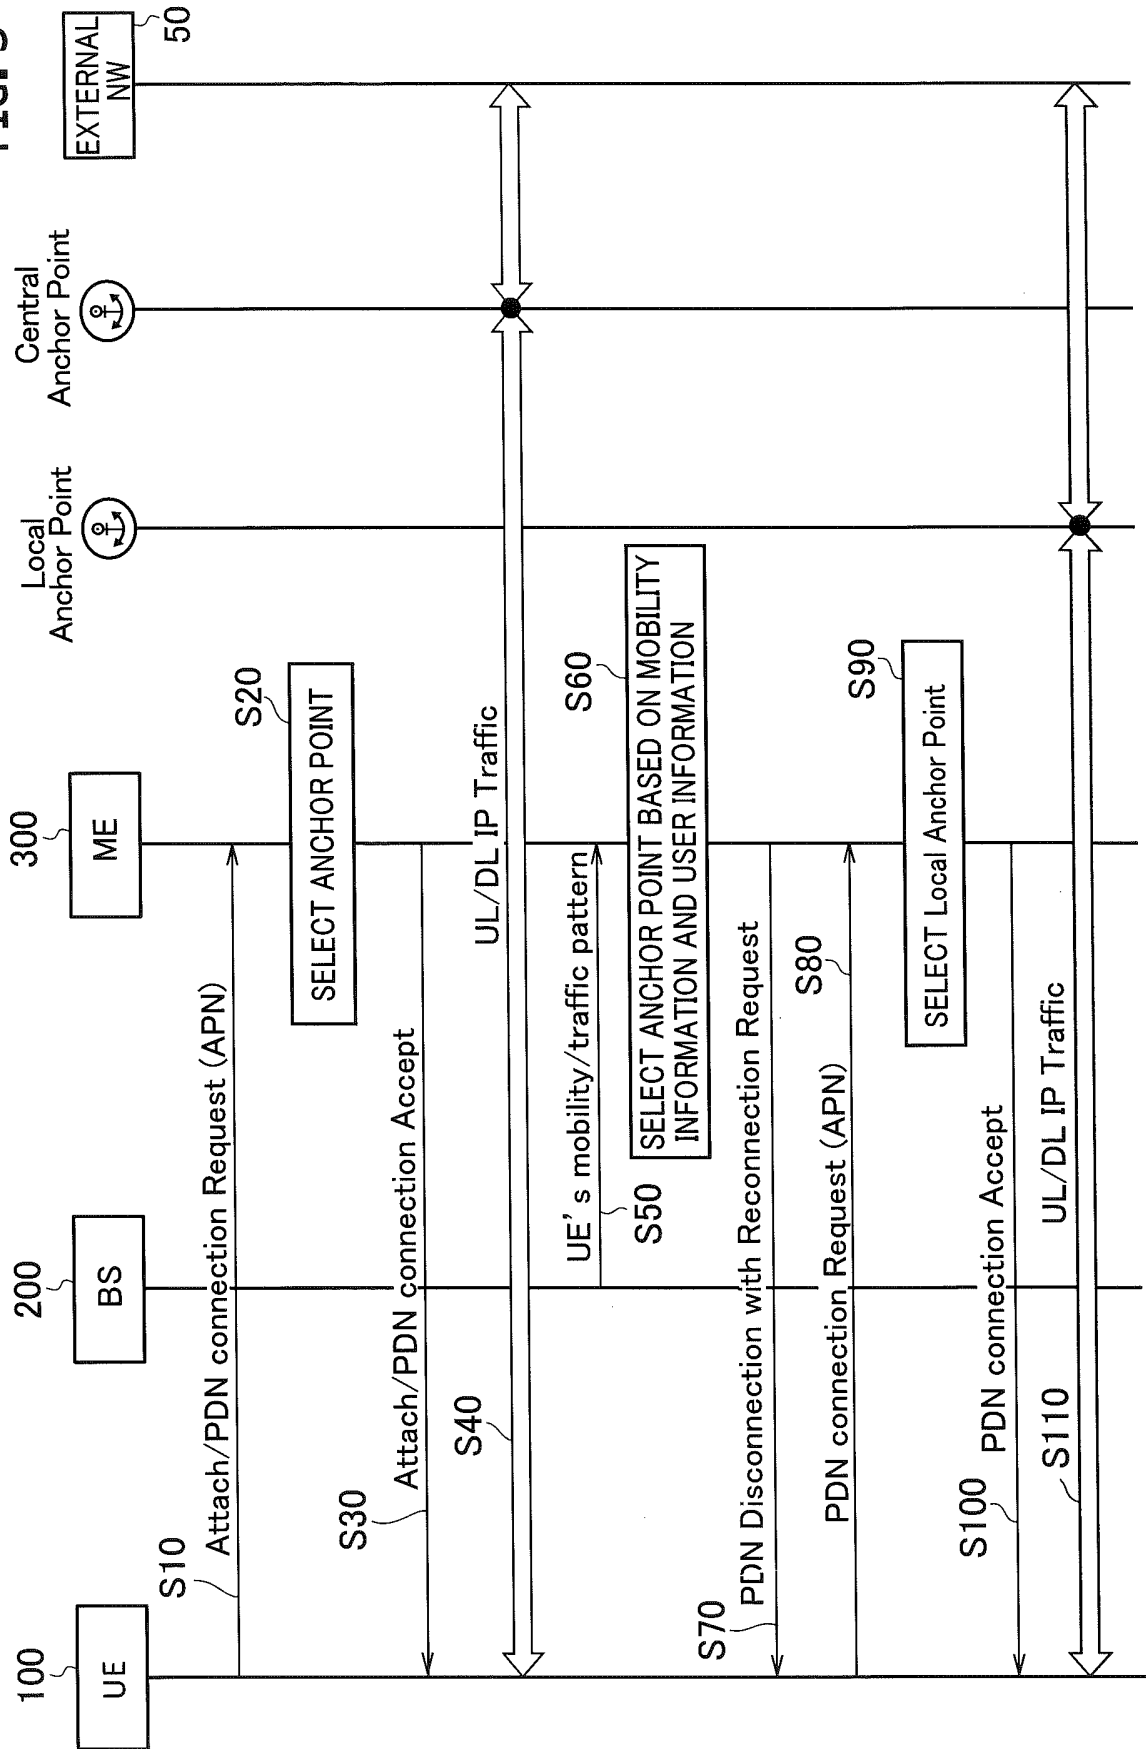 100
UE
200
BS
300
ME
Local
Anchor Point
Central
Anchor Point
EXTERNAL
NW
50
S10
Attach/PDN connection Request (APN)
S20
SELECT ANCHOR POINT
S30
Attach/PDN connection Accept
S40
UL/DL IP Traffic
UE's mobility/traffic pattern
S50
S60
SELECT ANCHOR POINT BASED ON MOBILITY
INFORMATION AND USER INFORMATION
S70
PDN Disconnection with Reconnection Request
PDN connection Request (APN)
S80
S90
SELECT Local Anchor Point
S100
PDN connection Accept
S110
UL/DL IP Traffic